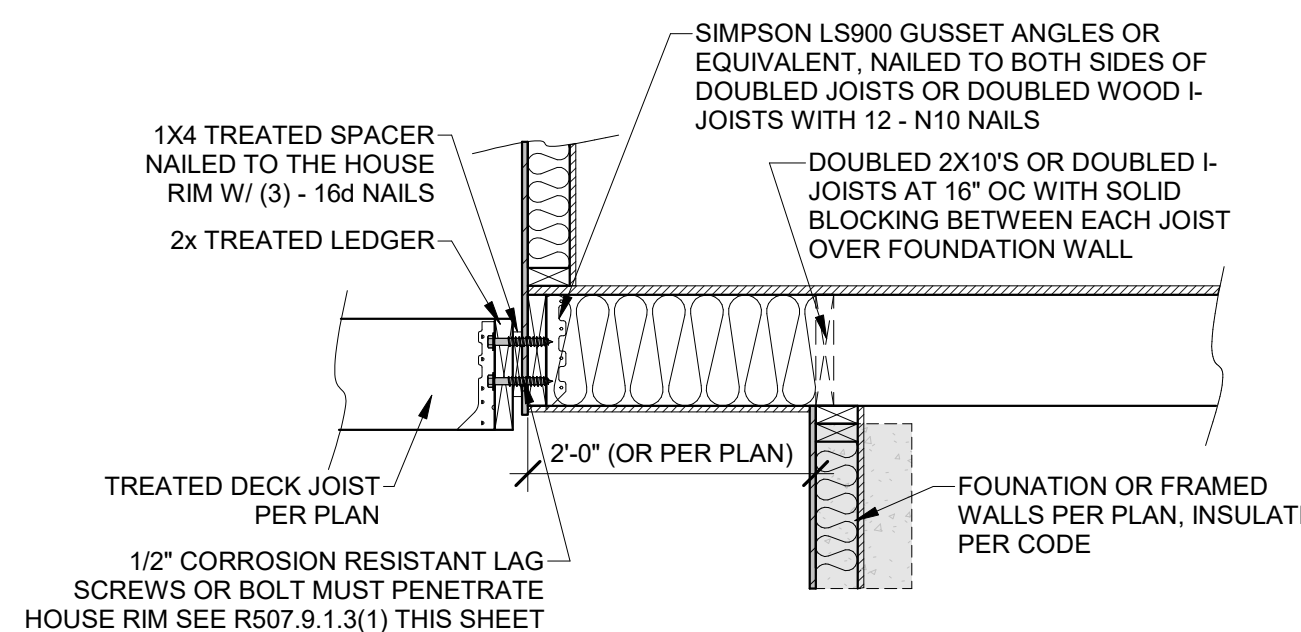 SIMPSON LS900 GUSSET ANGLES OR
EQUIVALENT, NAILED TO BOTH SIDES OF
DOUBLED JOISTS OR DOUBLED WOOD I-
JOISTS WITH 12 - N10 NAILS
1X4 TREATED SPACER
NAILED TO THE HOUSE
RIM W/ (3) - 16d NAILS
2x TREATED LEDGER
DOUBLED 2X10'S OR DOUBLED I-
JOISTS AT 16" OC WITH SOLID
BLOCKING BETWEEN EACH JOIST
OVER FOUNDATION WALL
2'-0" (OR PER PLAN)
TREATED DECK JOIST
PER PLAN
FOUNATION OR FRAMED
WALLS PER PLAN, INSULATE
PER CODE
1/2" CORROSION RESISTANT LAG
SCREWS OR BOLT MUST PENETRATE
HOUSE RIM SEE R507.9.1.3(1) THIS SHEET